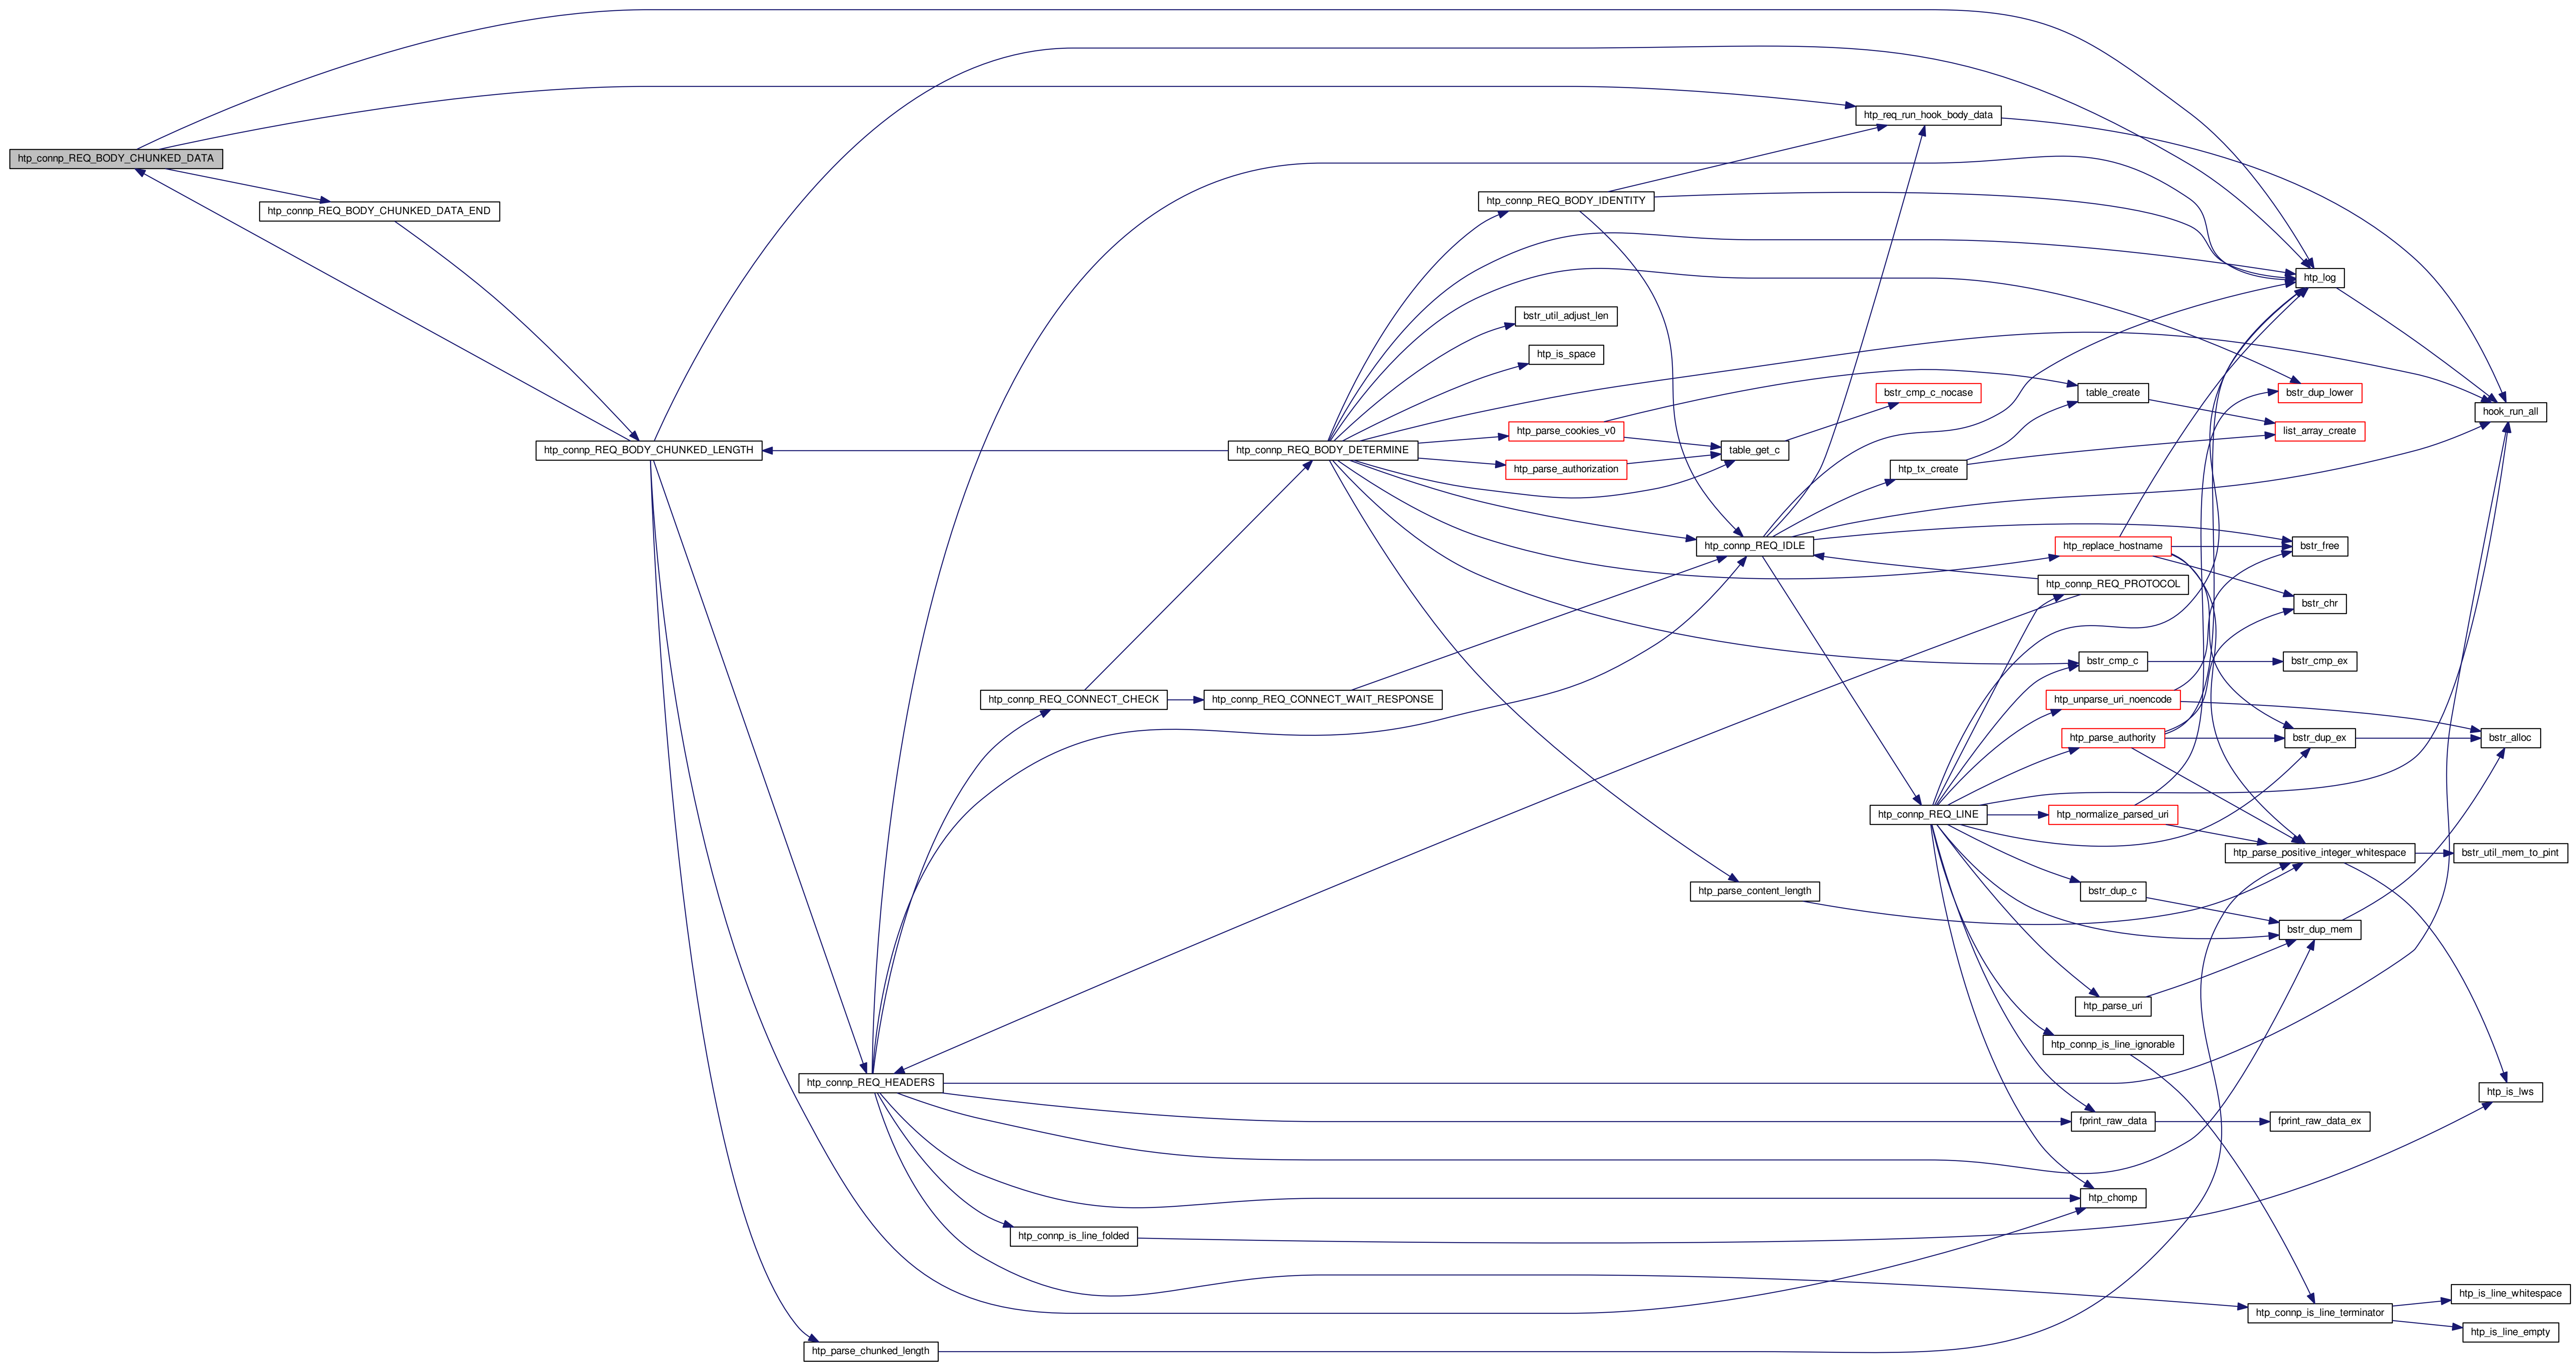 htp_connp_REQ_BODY_CHUNKED_DATA
htp_connp_REQ_BODY_CHUNKED_DATA_END
htp_connp_REQ_BODY_CHUNKED_LENGTH
htp_connp_REQ_HEADERS
htp_parse_chunked_length
htp_connp_REQ_CONNECT_CHECK
htp_connp_is_line_folded
htp_connp_REQ_BODY_DETERMINE
htp_connp_REQ_CONNECT_WAIT_RESPONSE
htp_connp_REQ_BODY_IDENTITY
bstr_util_adjust_len
htp_is_space
htp_parse_cookies_v0
htp_parse_authorization
table_get_c
htp_connp_REQ_IDLE
htp_parse_content_length
htp_req_run_hook_body_data
bstr_cmp_c_nocase
htp_tx_create
htp_connp_REQ_LINE
table_create
htp_replace_hostname
htp_connp_REQ_PROTOCOL
bstr_cmp_c
htp_unparse_uri_noencode
htp_parse_authority
htp_normalize_parsed_uri
bstr_dup_c
htp_parse_uri
htp_connp_is_line_ignorable
fprint_raw_data
htp_chomp
htp_log
bstr_dup_lower
list_array_create
bstr_free
bstr_chr
bstr_cmp_ex
bstr_dup_ex
htp_parse_positive_integer_whitespace
bstr_dup_mem
fprint_raw_data_ex
htp_connp_is_line_terminator
hook_run_all
bstr_alloc
bstr_util_mem_to_pint
htp_is_lws
htp_is_line_whitespace
htp_is_line_empty